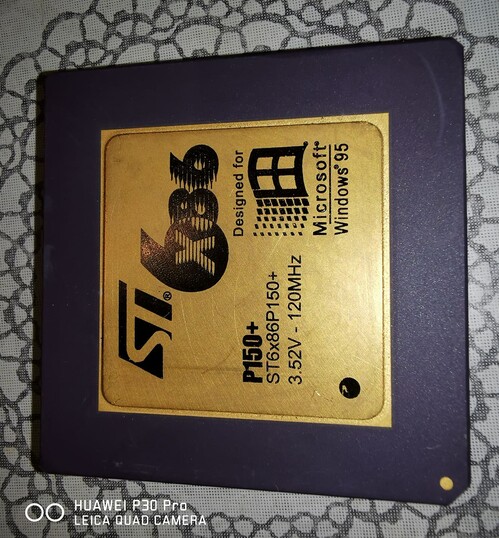 ST®
6x86
Designed for
Microsoft®
Windows®95
P150+
ST6x86P150+
3.52V - 120MHz
HUAWEI P30 Pro
LEICA QUAD CAMERA